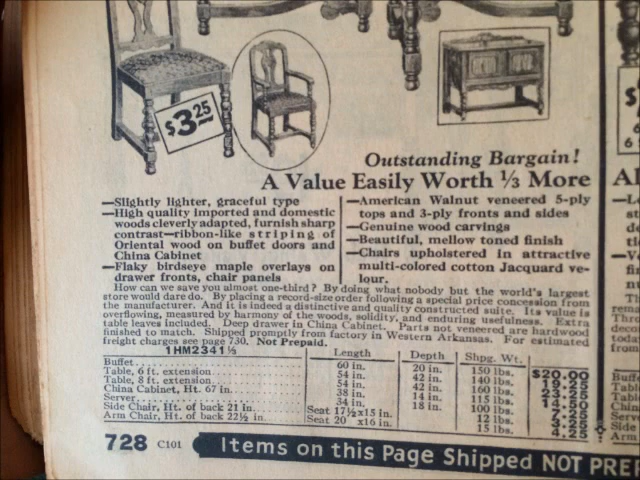 $3.25
Outstanding Bargain!
A Value Easily Worth ⅓ More
—Slightly lighter, graceful type
—High quality imported and domestic
woods cleverly adapted, furnish sharp
contrast—ribbon-like striping of
Oriental wood on buffet doors and
China Cabinet
—Flaky birdseye maple overlays on
drawer fronts, chair panels
—American Walnut veneered 5-ply
tops and 3-ply fronts and sides
—Genuine wood carvings
—Beautiful, mellow toned finish
—Chairs upholstered in attractive
multi-colored cotton Jacquard ve-
lour.
How can we save you almost one-third? By doing what nobody but the world's largest
store would dare do. By placing a record-size order following a special price concession from
the manufacturer. And it is indeed a distinctive and quality constructed suite. Its value is
overflowing, measured by harmony of the woods, solidity, and enduring usefulness. Extra
table leaves included. Deep drawer in China Cabinet. Parts not veneered are hardwood
finished to match. Shipped promptly from factory in Western Arkansas. For estimated
freight charges see page 730. Not Prepaid.
1HM2341⅓ Length Depth Shpg. Wt.
Buffet 60 in. 20 in. 150 lbs. $20.00
Table, 6 ft. extension 54 in. 42 in. 140 lbs. 19.25
Table, 8 ft. extension 54 in. 42 in. 160 lbs. 23.25
China Cabinet, Ht. 67 in. 38 in. 14 in. 115 lbs. 14.50
Server 34 in. 18 in. 100 lbs. 7.25
Side Chair, Ht. of back 21 in. Seat 17½x15 in. 12 lbs. 3.25
Arm Chair, Ht. of back 22½ in. Seat 20 x16 in. 15 lbs. 4.25
728 C101 Items on this Page Shipped NOT PREP